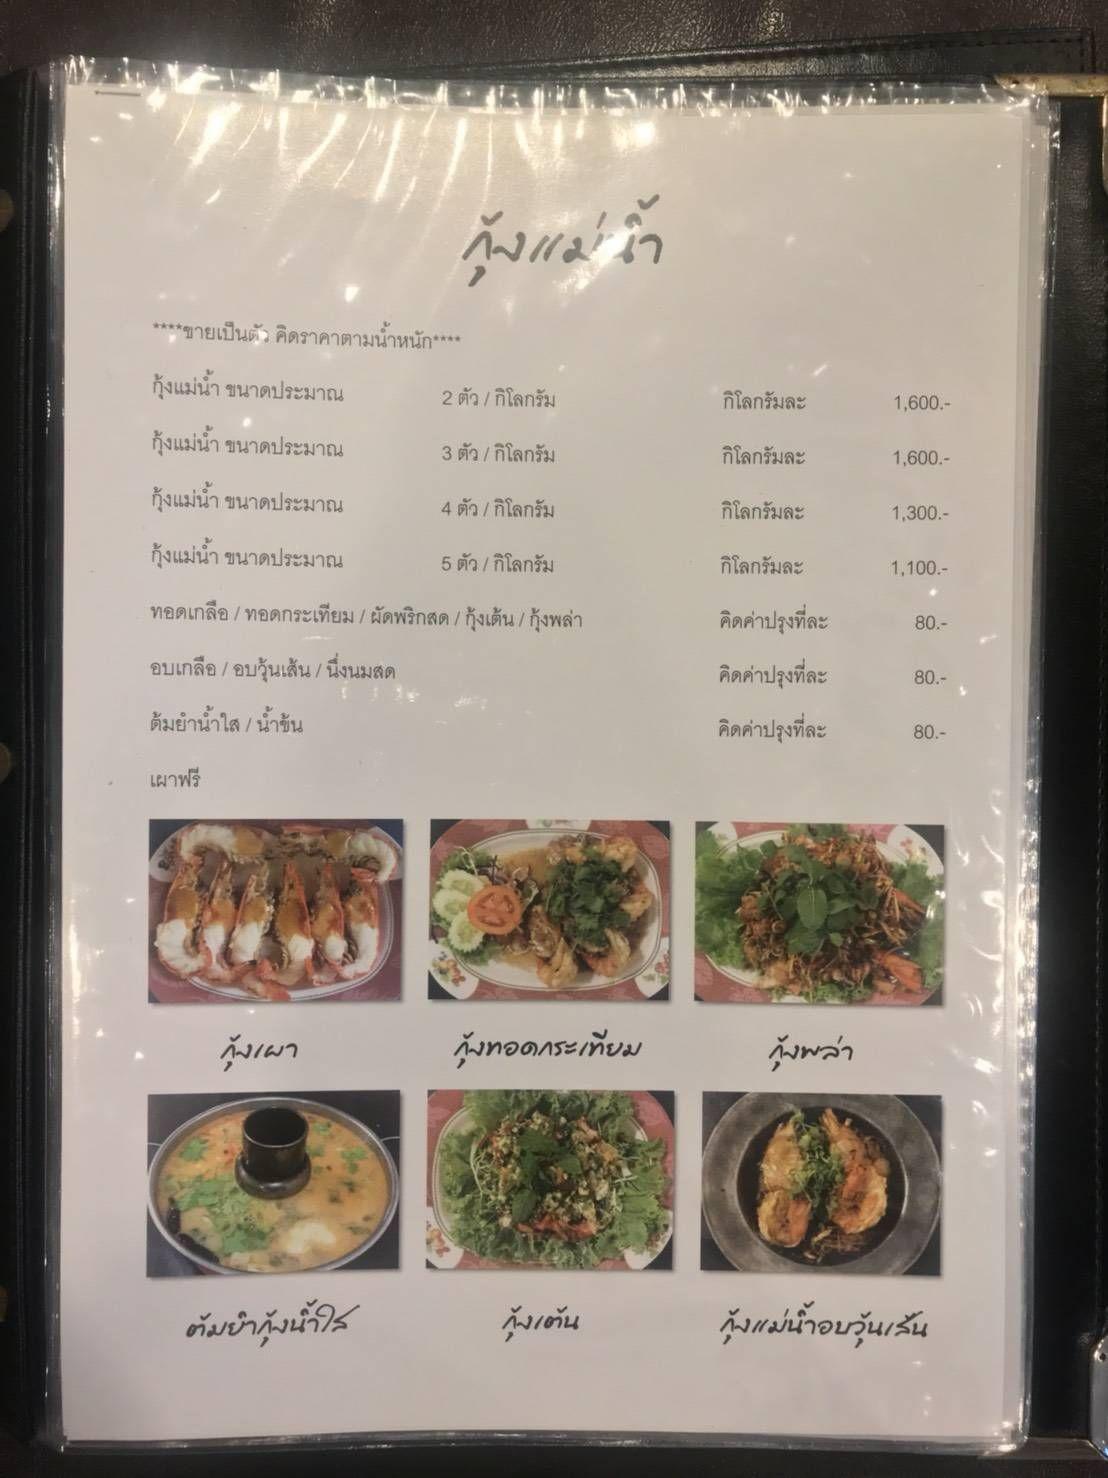 กุ้งแม่น้ำ
****ขายเป็นตัว คิดราคาตามน้ำหนัก****
กุ้งแม่น้ำ ขนาดประมาณ 2 ตัว / กิโลกรัม กิโลกรัมละ 1,600.-
กุ้งแม่น้ำ ขนาดประมาณ 3 ตัว / กิโลกรัม กิโลกรัมละ 1,600.-
กุ้งแม่น้ำ ขนาดประมาณ 4 ตัว / กิโลกรัม กิโลกรัมละ 1,300.-
กุ้งแม่น้ำ ขนาดประมาณ 5 ตัว / กิโลกรัม กิโลกรัมละ 1,100.-
ทอดเกลือ / ทอดกระเทียม / ผัดพริกสด / กุ้งเต้น / กุ้งพล่า คิดค่าปรุงที่ละ 80.-
อบเกลือ / อบวุ้นเส้น / นึ่งนมสด คิดค่าปรุงที่ละ 80.-
ต้มยำน้ำใส / น้ำข้น คิดค่าปรุงที่ละ 80.-
เผาฟรี
กุ้งเผา กุ้งทอดกระเทียม กุ้งพล่า
ต้มยำกุ้งน้ำใส กุ้งเต้น กุ้งแม่น้ำอบวุ้นเส้น